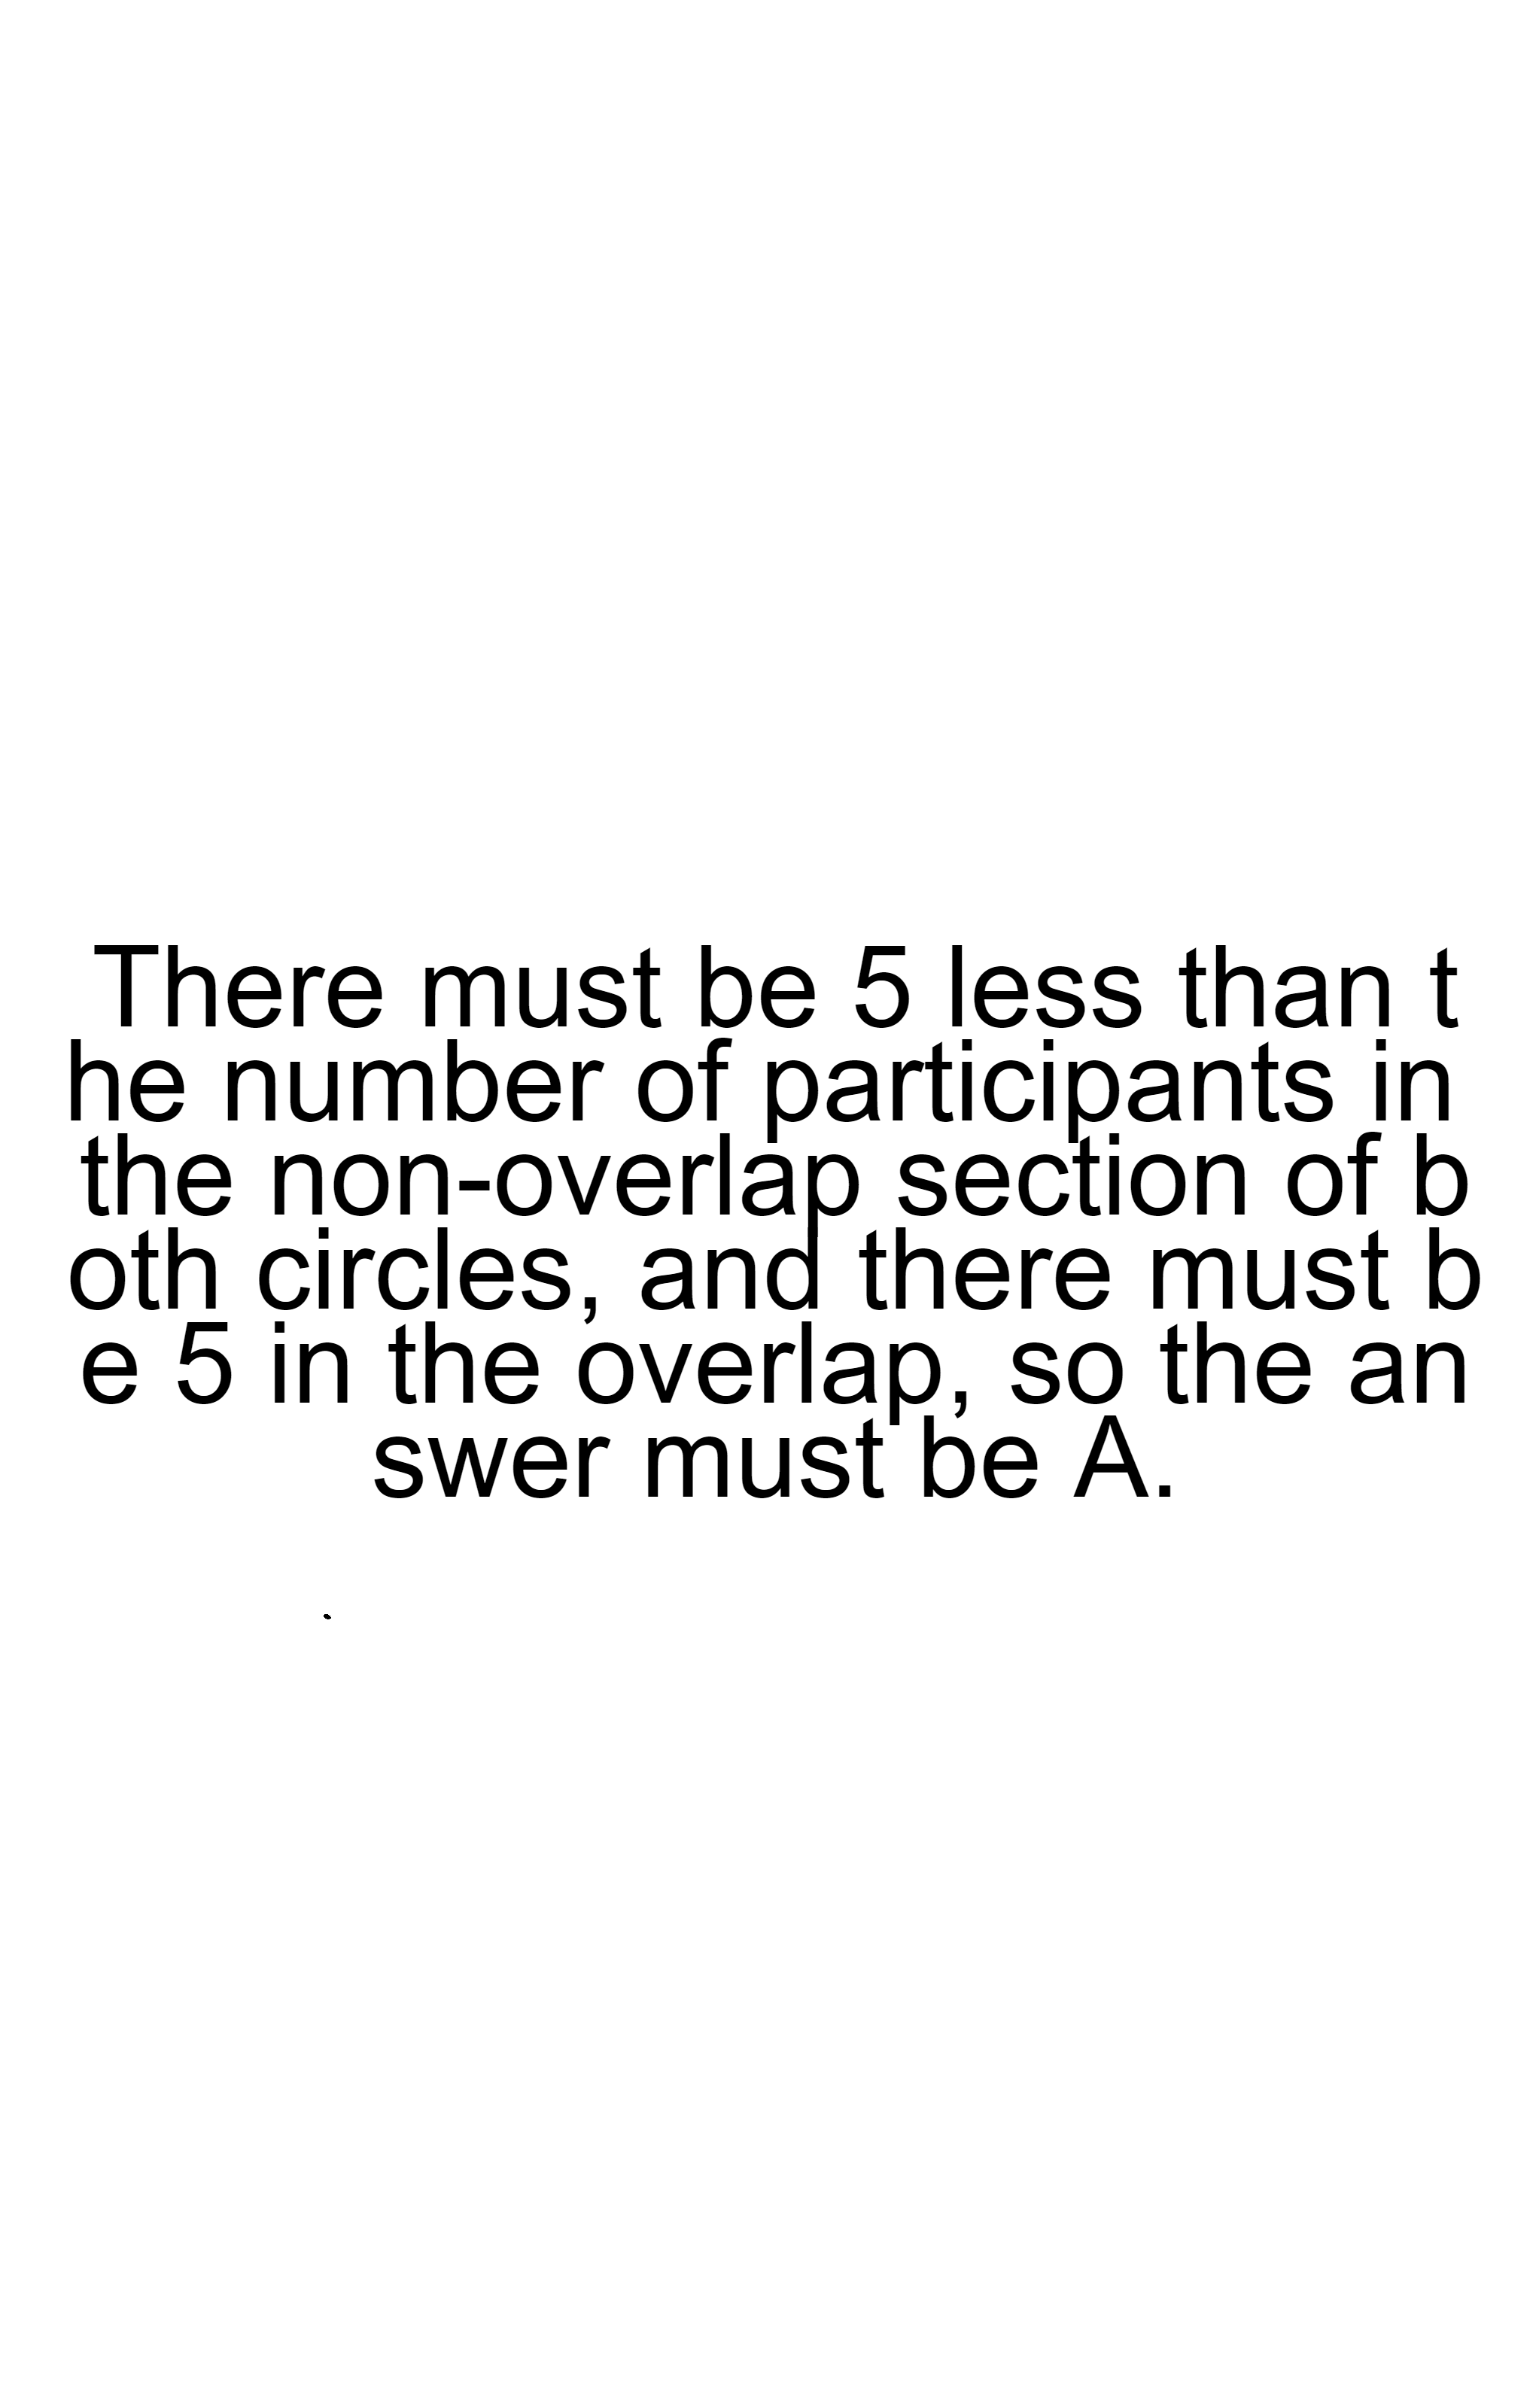 There must be 5 less than t
he number of participants in
the non-overlap section of b
oth circles, and there must b
e 5 in the overlap, so the an
swer must be A.